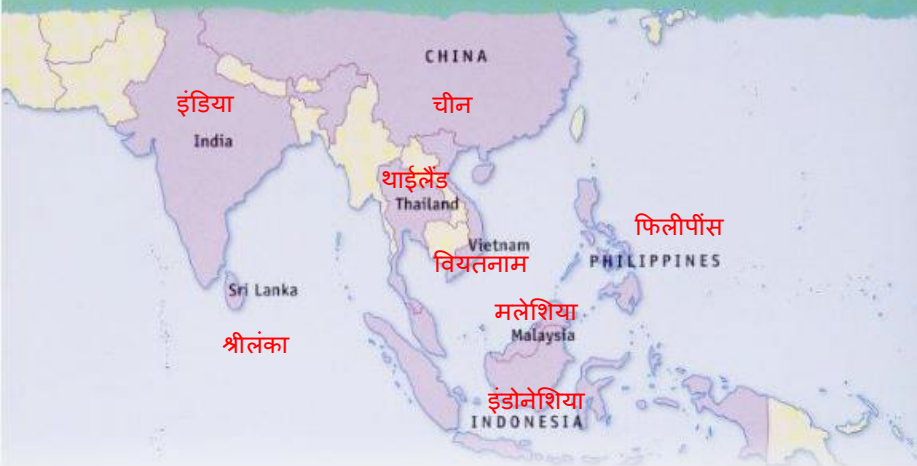 CHINA
इंडिया
चीन
India
थाईलैंड
Thailand
फिलीपींस
Vietnam
वियतनाम
PHILIPPINES
Sri Lanka
मलेशिया
Malaysia
श्रीलंका
इंडोनेशिया
INDONESIA